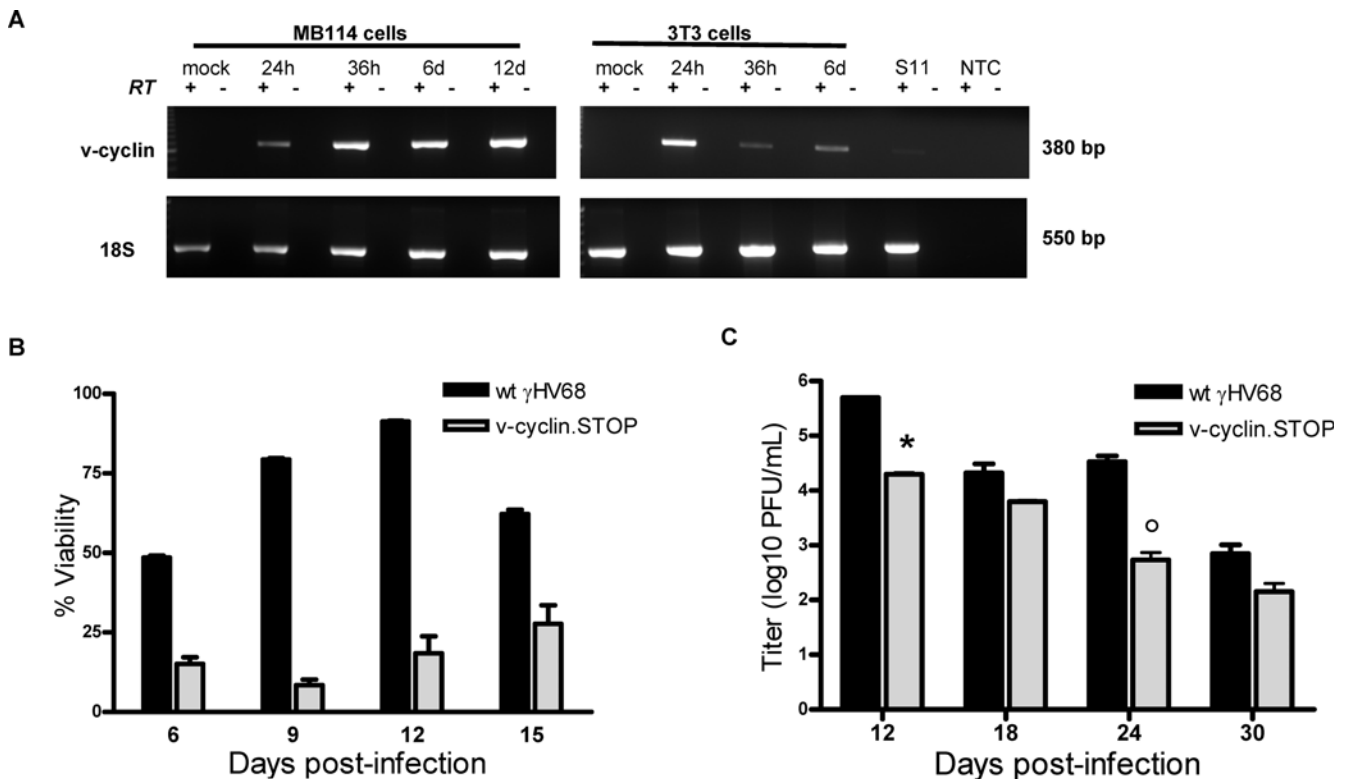 A
MB114 cells
3T3 cells
mock 24h 36h 6d 12d mock 24h 36h 6d S11 NTC
RT + - + - + - + - + - + - + - + - + - + - + -
v-cyclin
380 bp
18S
550 bp
B
wt γHV68
v-cyclin.STOP
% Viability
100
75
50
25
0
6 9 12 15
Days post-infection
C
wt γHV68
v-cyclin.STOP
*
Titer (log10 PFU/mL)
6
5
4
3
2
1
0
12 18 24 30
Days post-infection